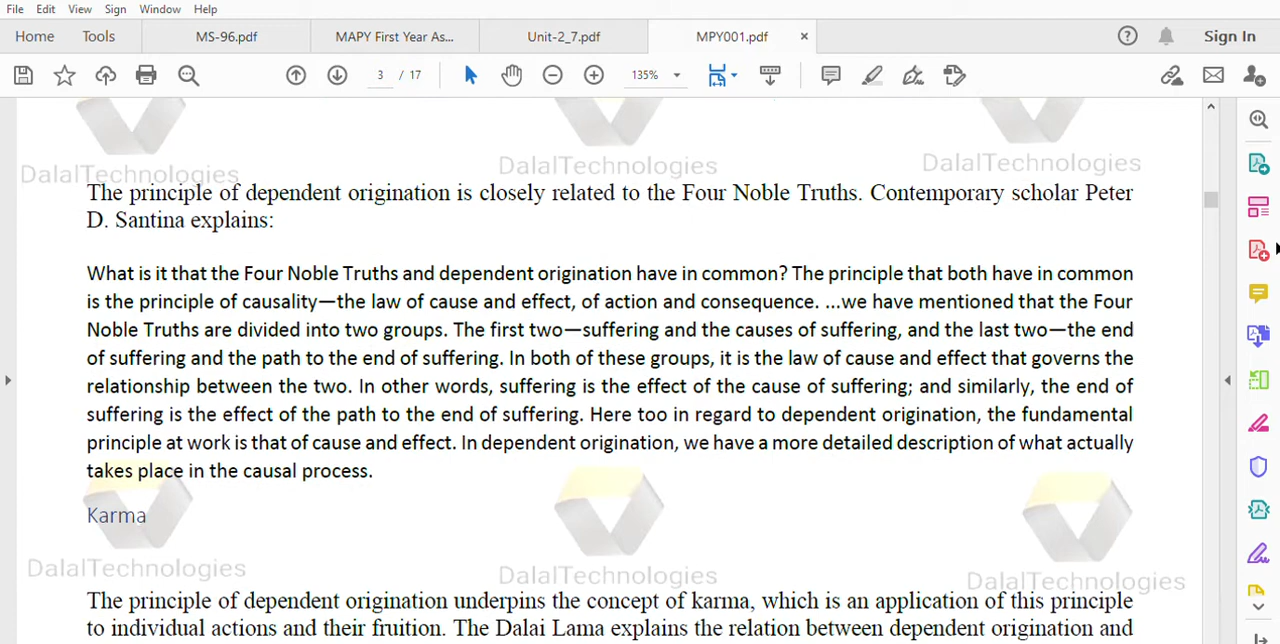 File Edit View Sign Window Help
Home Tools MS-96.pdf MAPY First Year As... Unit-2_7.pdf MPY001.pdf × Sign In
3 / 17 135%
DalalTechnologies DalalTechnologies DalalTechnologies
The principle of dependent origination is closely related to the Four Noble Truths. Contemporary scholar Peter
D. Santina explains:
What is it that the Four Noble Truths and dependent origination have in common? The principle that both have in common
is the principle of causality—the law of cause and effect, of action and consequence. ...we have mentioned that the Four
Noble Truths are divided into two groups. The first two—suffering and the causes of suffering, and the last two—the end
of suffering and the path to the end of suffering. In both of these groups, it is the law of cause and effect that governs the
relationship between the two. In other words, suffering is the effect of the cause of suffering; and similarly, the end of
suffering is the effect of the path to the end of suffering. Here too in regard to dependent origination, the fundamental
principle at work is that of cause and effect. In dependent origination, we have a more detailed description of what actually
takes place in the causal process.
Karma
DalalTechnologies DalalTechnologies DalalTechnologies
The principle of dependent origination underpins the concept of karma, which is an application of this principle
to individual actions and their fruition. The Dalai Lama explains the relation between dependent origination and